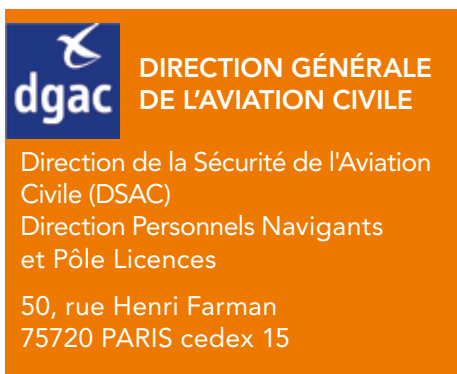 dgac
DIRECTION GÉNÉRALE
DE L'AVIATION CIVILE
Direction de la Sécurité de l'Aviation
Civile (DSAC)
Direction Personnels Navigants
et Pôle Licences
50, rue Henri Farman
75720 PARIS cedex 15